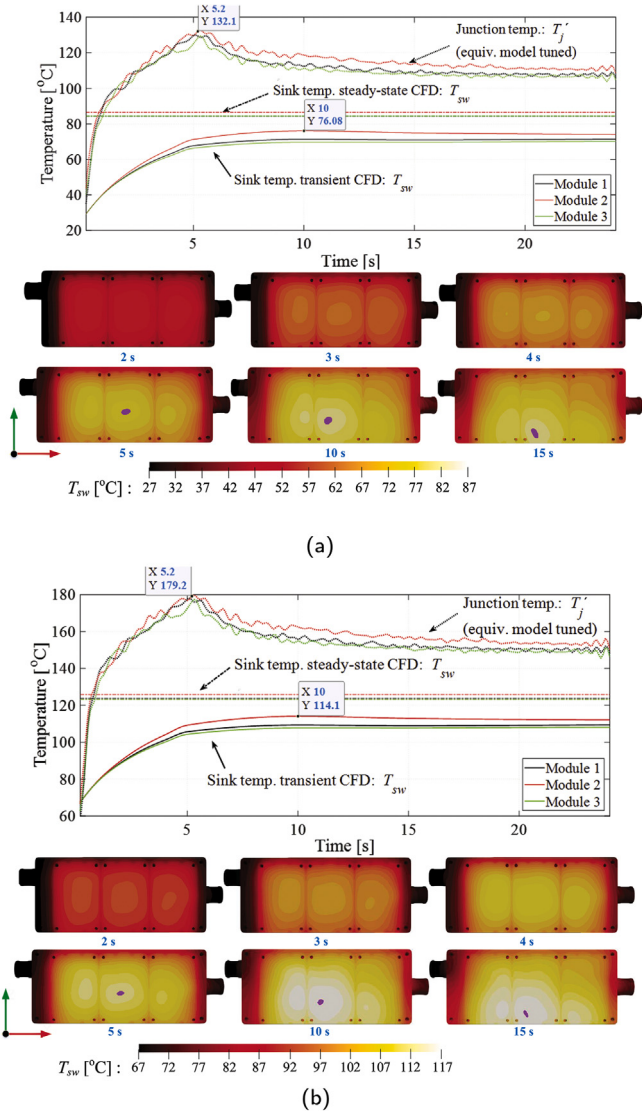 X 5.2
Y 132.1
140
120
100
80
60
40
20
Temperature [°C]
Junction temp.: T´j
(equiv. model tuned)
Sink temp. steady-state CFD: Tsw
X 10
Y 76.08
Sink temp. transient CFD: Tsw
Module 1
Module 2
Module 3
0 5 10 15 20
Time [s]
2 s 3 s 4 s
5 s 10 s 15 s
Tsw [°C] :
27 32 37 42 47 52 57 62 67 72 77 82 87
(a)
X 5.2
Y 179.2
180
160
140
120
100
80
60
Temperature [°C]
Junction temp.: T´j
(equiv. model tuned)
Sink temp. steady-state CFD: Tsw
X 10
Y 114.1
Sink temp. transient CFD: Tsw
Module 1
Module 2
Module 3
0 5 10 15 20
Time [s]
2 s 3 s 4 s
5 s 10 s 15 s
Tsw [°C] :
67 72 77 82 87 92 97 102 107 112 117
(b)